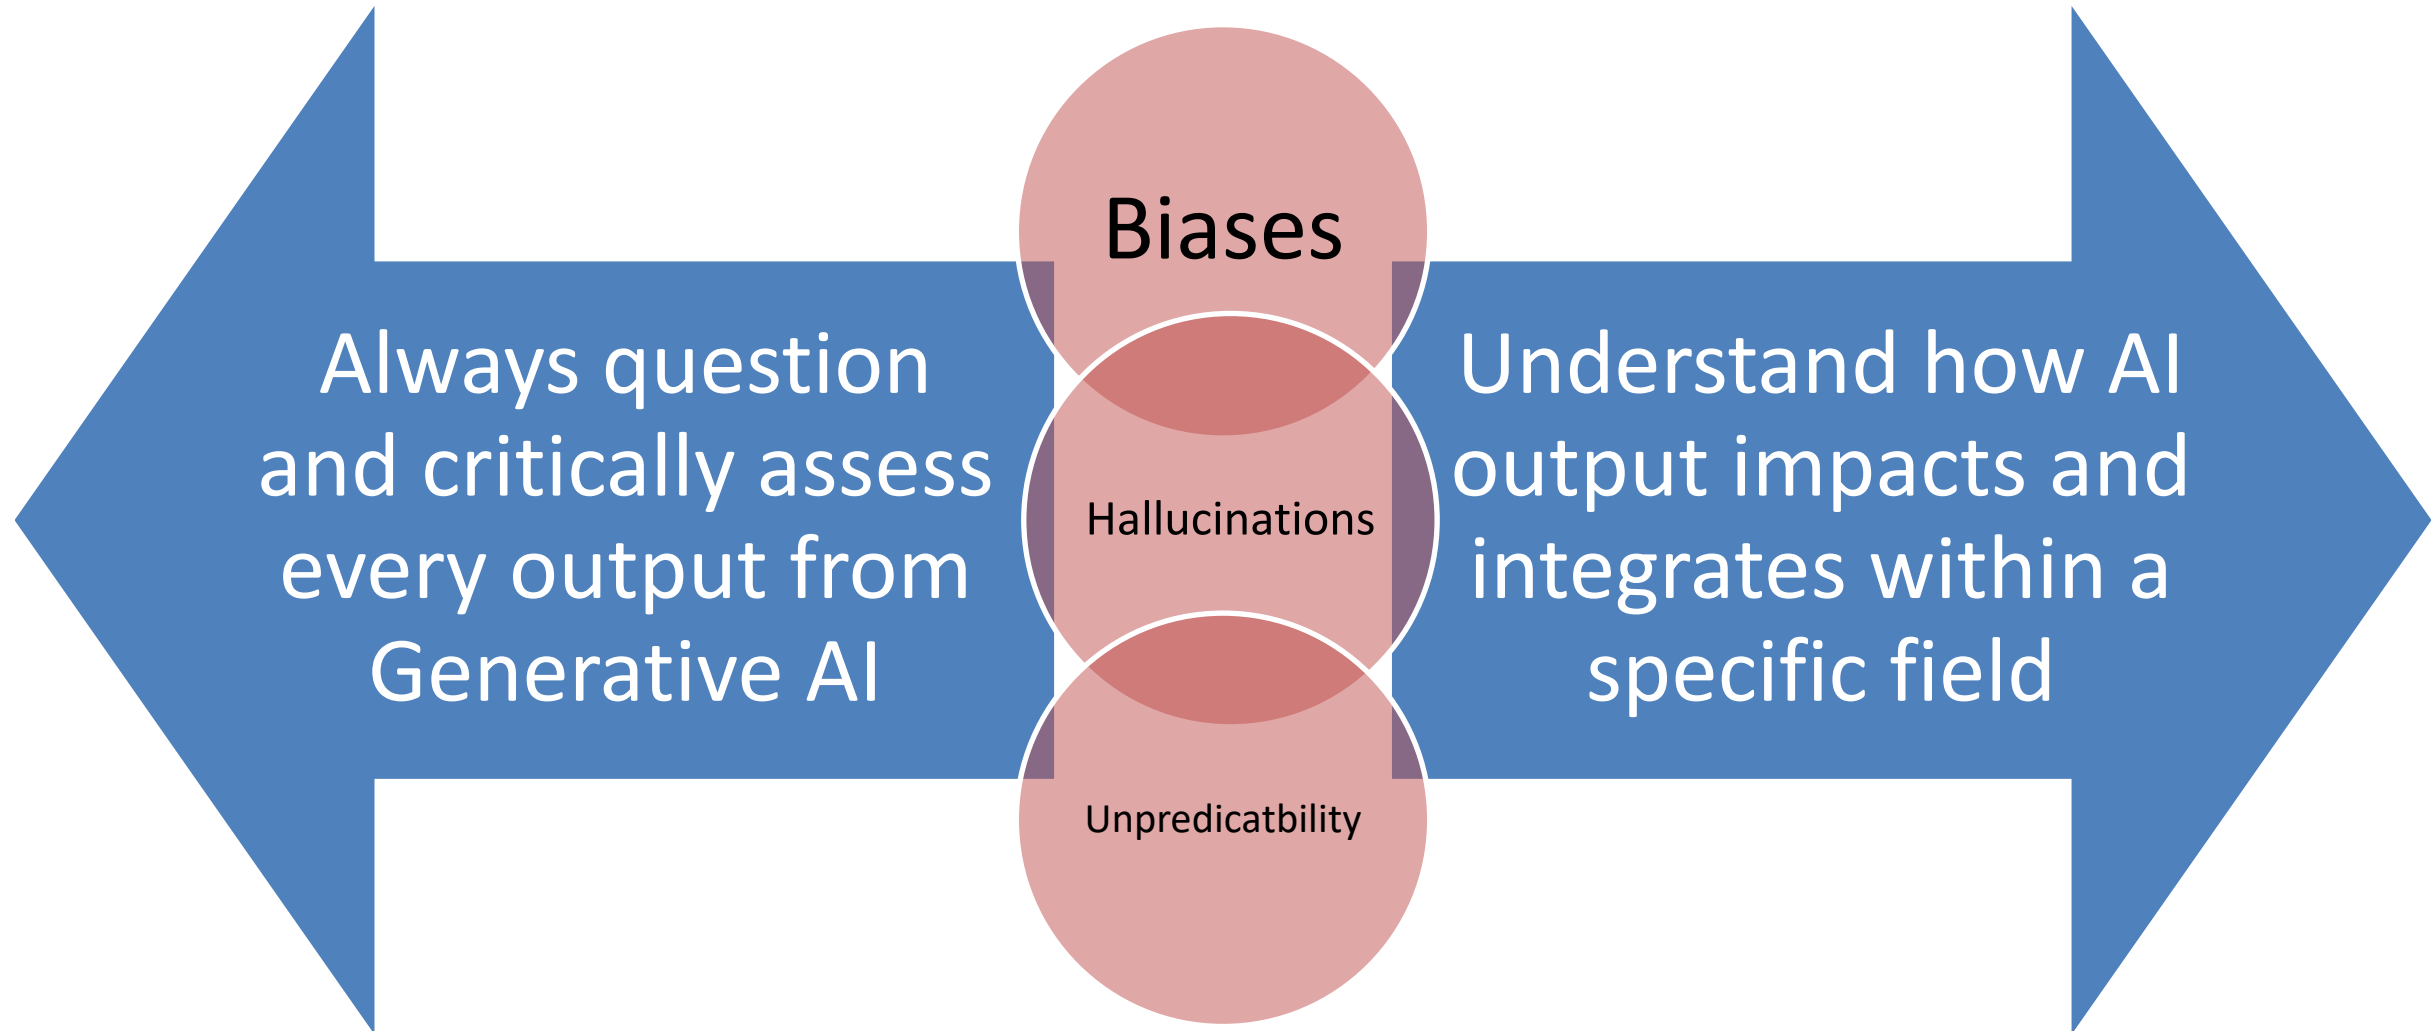 Always question
and critically assess
every output from
Generative AI
Biases
Hallucinations
Unpredicatbility
Understand how AI
output impacts and
integrates within a
specific field